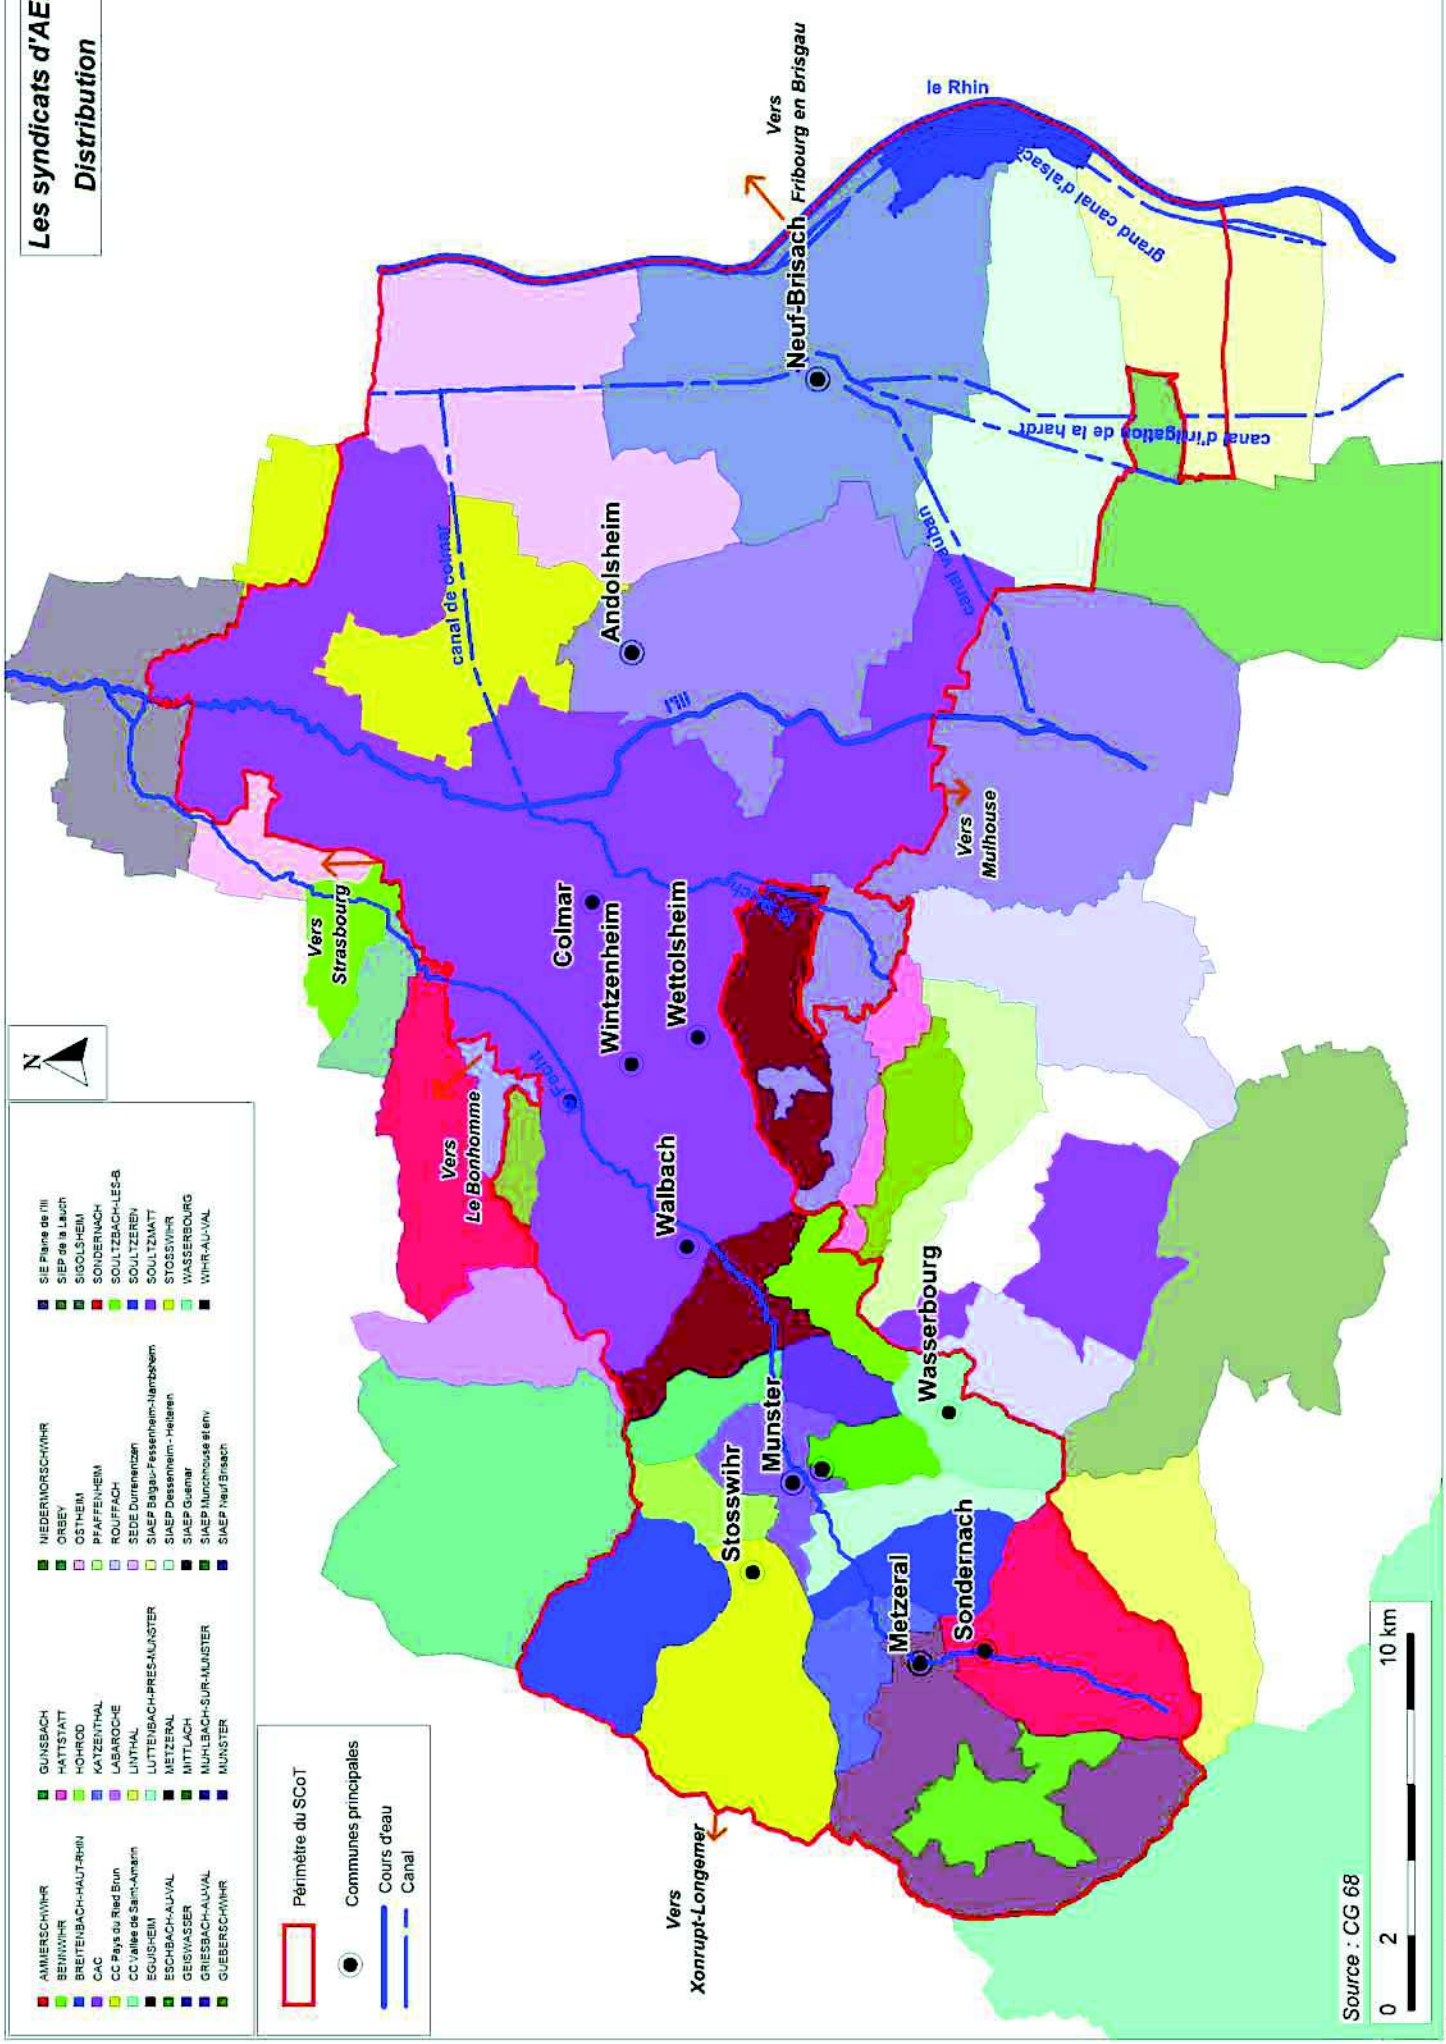 Les syndicats d'AE
Distribution
N
AMMERSCHWIHR
BENNWIHR
BREITENBACH-HAUT-RHIN
CAC
CC Pays du Ried Brun
CC Vallée de Saint-Amarin
EGUISHEIM
ESCHBACH-AU-VAL
GEISWASSER
GRIESBACH-AU-VAL
GUEBERSCHWIHR
GUNSBACH
HATTSTATT
HOHROD
KATZENTHAL
LABAROCHE
LINTHAL
LUTTENBACH-PRES-MUNSTER
METZERAL
MITTLACH
MUHLBACH-SUR-MUNSTER
MUNSTER
NIEDERMORSCHWIHR
ORBEY
OSTHEIM
PFAFFENHEIM
ROUFFACH
SEDE Durrenentzen
SIAEP Balgau-Fessenheim-Nambsheim
SIAEP Dessenheim - Heiteren
SIAEP Guemar
SIAEP Munchhouse et env
SIAEP Neuf Brisach
SIE Plaine de l'Ill
SIEP de la Lauch
SIGOLSHEIM
SONDERNACH
SOULTZBACH-LES-B
SOULTZEREN
SOULTZMATT
STOSSWIHR
WASSERBOURG
WIHR-AU-VAL
Périmètre du SCoT
Communes principales
Cours d'eau
Canal
Vers
Strasbourg
Vers
Le Bonhomme
Vers
Xonrupt-Longemer
Vers
Mulhouse
Vers
Fribourg en Brisgau
le Rhin
grand canal d'alsace
canal d'irrigation de la hardt
canal vauban
canal de colmar
l'Ill
Fecht
Neuf-Brisach
Andolsheim
Colmar
Wintzenheim
Wettolsheim
Walbach
Wasserbourg
Munster
Stosswihr
Metzeral
Sondernach
Source : CG 68
0 2 10 km